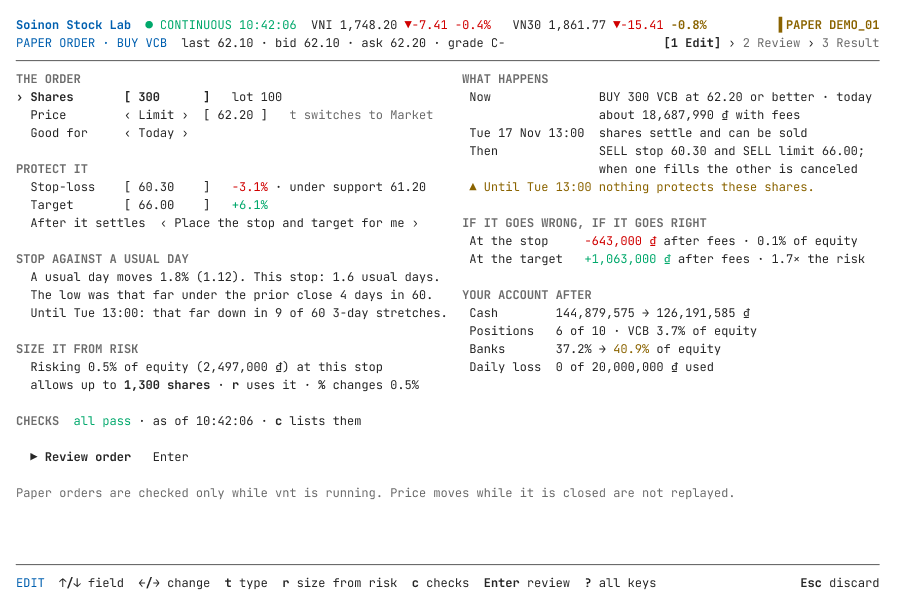 Soinon Stock Lab ● CONTINUOUS 10:42:06 VNI 1,748.20 ▼-7.41 -0.4% VN30 1,861.77 ▼-15.41 -0.8% PAPER DEMO_01
PAPER ORDER · BUY VCB last 62.10 · bid 62.10 · ask 62.20 · grade C- [1 Edit] › 2 Review › 3 Result
THE ORDER
› Shares [ 300 ] lot 100
Price ‹ Limit › [ 62.20 ] t switches to Market
Good for ‹ Today ›
PROTECT IT
Stop-loss [ 60.30 ] -3.1% · under support 61.20
Target [ 66.00 ] +6.1%
After it settles ‹ Place the stop and target for me ›
STOP AGAINST A USUAL DAY
A usual day moves 1.8% (1.12). This stop: 1.6 usual days.
The low was that far under the prior close 4 days in 60.
Until Tue 13:00: that far down in 9 of 60 3-day stretches.
SIZE IT FROM RISK
Risking 0.5% of equity (2,497,000 ₫) at this stop
allows up to 1,300 shares · r uses it · % changes 0.5%
CHECKS all pass · as of 10:42:06 · c lists them
► Review order Enter
WHAT HAPPENS
Now BUY 300 VCB at 62.20 or better · today
about 18,687,990 ₫ with fees
Tue 17 Nov 13:00 shares settle and can be sold
Then SELL stop 60.30 and SELL limit 66.00;
when one fills the other is canceled
▲ Until Tue 13:00 nothing protects these shares.
IF IT GOES WRONG, IF IT GOES RIGHT
At the stop -643,000 ₫ after fees · 0.1% of equity
At the target +1,063,000 ₫ after fees · 1.7× the risk
YOUR ACCOUNT AFTER
Cash 144,879,575 → 126,191,585 ₫
Positions 6 of 10 · VCB 3.7% of equity
Banks 37.2% → 40.9% of equity
Daily loss 0 of 20,000,000 ₫ used
Paper orders are checked only while vnt is running. Price moves while it is closed are not replayed.
EDIT ↑/↓ field ←/→ change t type r size from risk c checks Enter review ? all keys Esc discard